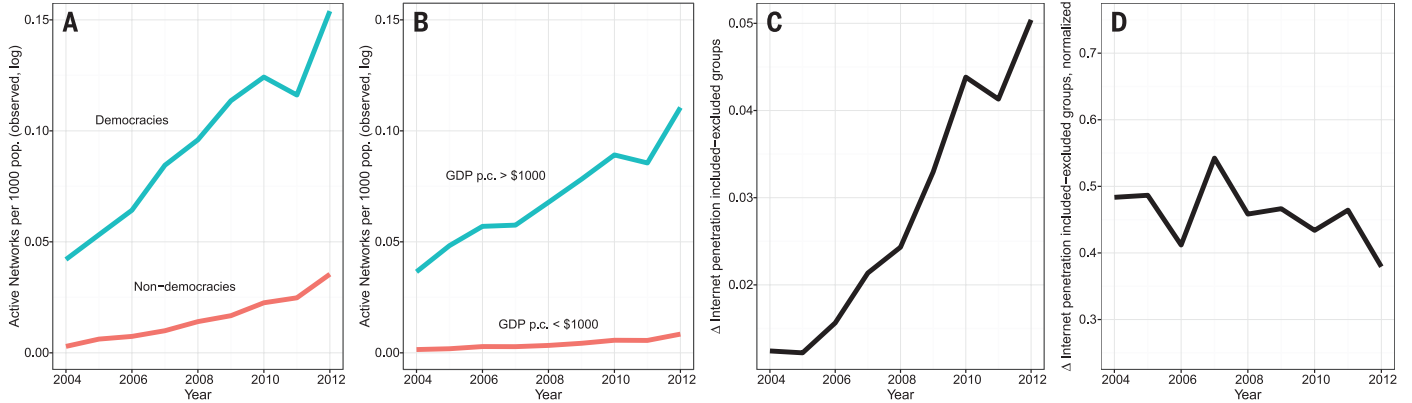 A
Active Networks per 1000 pop. (observed, log)
0.15
0.10
0.05
0.00
Democracies
Non−democracies
2004 2006 2008 2010 2012
Year
B
Active Networks per 1000 pop. (observed, log)
0.15
0.10
0.05
0.00
GDP p.c. > $1000
GDP p.c. < $1000
2004 2006 2008 2010 2012
Year
C
Δ Internet penetration included−excluded groups
0.05
0.04
0.03
0.02
2004 2006 2008 2010 2012
Year
D
Δ Internet penetration included−excluded groups, normalized
0.7
0.6
0.5
0.4
0.3
2004 2006 2008 2010 2012
Year